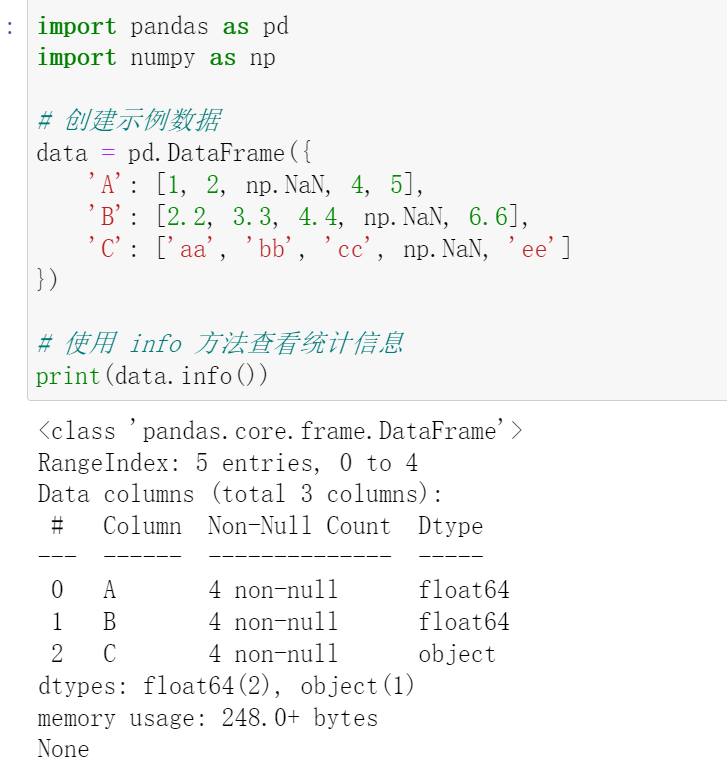 :
import pandas as pd
import numpy as np
# 创建示例数据
data = pd.DataFrame({
    'A': [1, 2, np.NaN, 4, 5],
    'B': [2.2, 3.3, 4.4, np.NaN, 6.6],
    'C': ['aa', 'bb', 'cc', np.NaN, 'ee']
})
# 使用 info 方法查看统计信息
print(data.info())
<class 'pandas.core.frame.DataFrame'>
RangeIndex: 5 entries, 0 to 4
Data columns (total 3 columns):
 #   Column  Non-Null Count  Dtype
---  ------  --------------  -----
 0   A       4 non-null      float64
 1   B       4 non-null      float64
 2   C       4 non-null      object
dtypes: float64(2), object(1)
memory usage: 248.0+ bytes
None